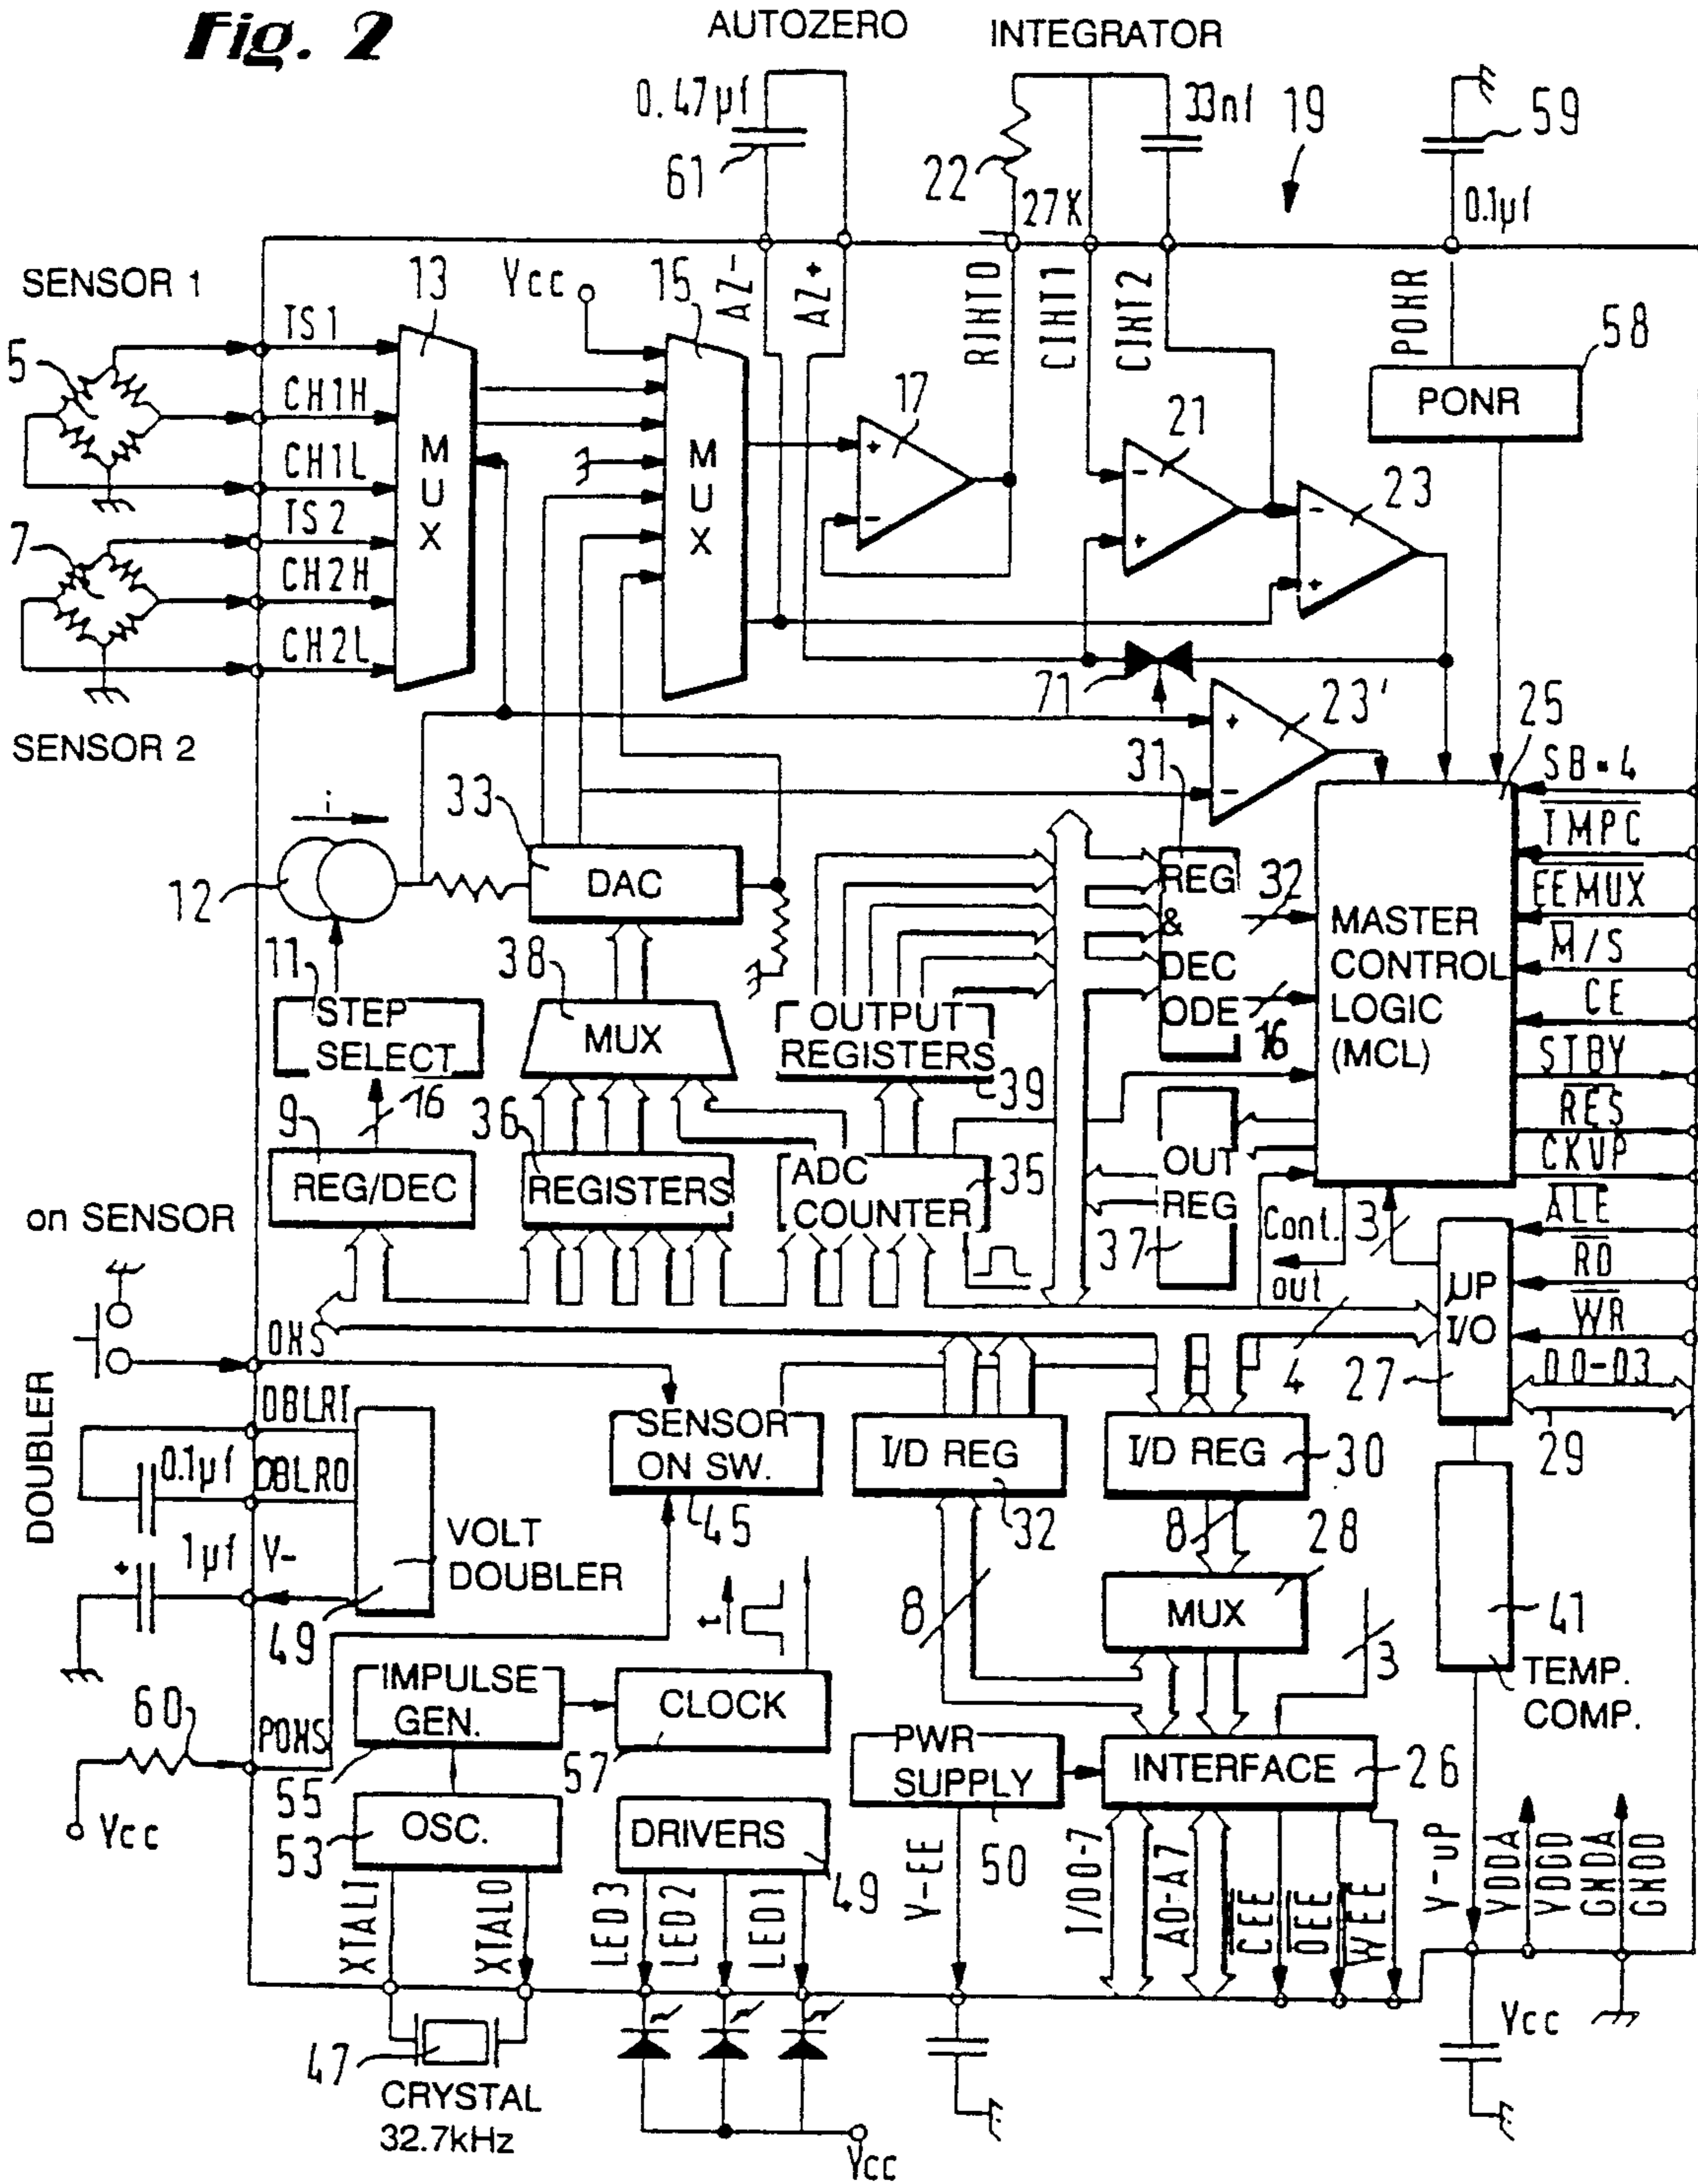 Fig. 2
AUTOZERO
INTEGRATOR
0.47µf
61
22
27K
33nf
19
59
0.1µf
SENSOR 1
5
7
SENSOR 2
TS1
CH1H
CH1L
TS2
CH2H
CH2L
13
MUX
Vcc
15
MUX
AZ-
AZ+
RINTO
CINT1
CINT2
PONR
58
PONR
+
17
-
-
21
+
-
23
+
71
+
23'
-
25
i
12
33
DAC
31
REG
&
DEC
ODE
32
16
MASTER
CONTROL
LOGIC
(MCL)
SB=4
TMPC
EEMUX
M/S
CE
STBY
RES
CKUP
ALE
RD
WR
D0-D3
11
STEP
SELECT
16
38
MUX
OUTPUT
REGISTERS
39
9
REG/DEC
36
REGISTERS
ADC
COUNTER
35
OUT
REG
37
Cont.
out
3
µP
I/O
27
4
29
on SENSOR
ONS
DOUBLER
DBLRI
0.1µf
DBLRO
1µf
+
V-
VOLT
DOUBLER
49
SENSOR
ON SW.
45
I/D REG
32
I/D REG
30
8
8
MUX
28
3
41
TEMP.
COMP.
60
PONS
Vcc
IMPULSE
GEN.
55
CLOCK
57
t
PWR
SUPPLY
50
INTERFACE
26
OSC.
53
DRIVERS
49
XTALI
XTALO
LED3
LED2
LED1
V-EE
I/O0-7
A0-A7
CEE
OEE
WEE
V-uP
VDDA
VDDD
GNDA
GNDD
47
CRYSTAL
32.7kHz
Vcc
Vcc